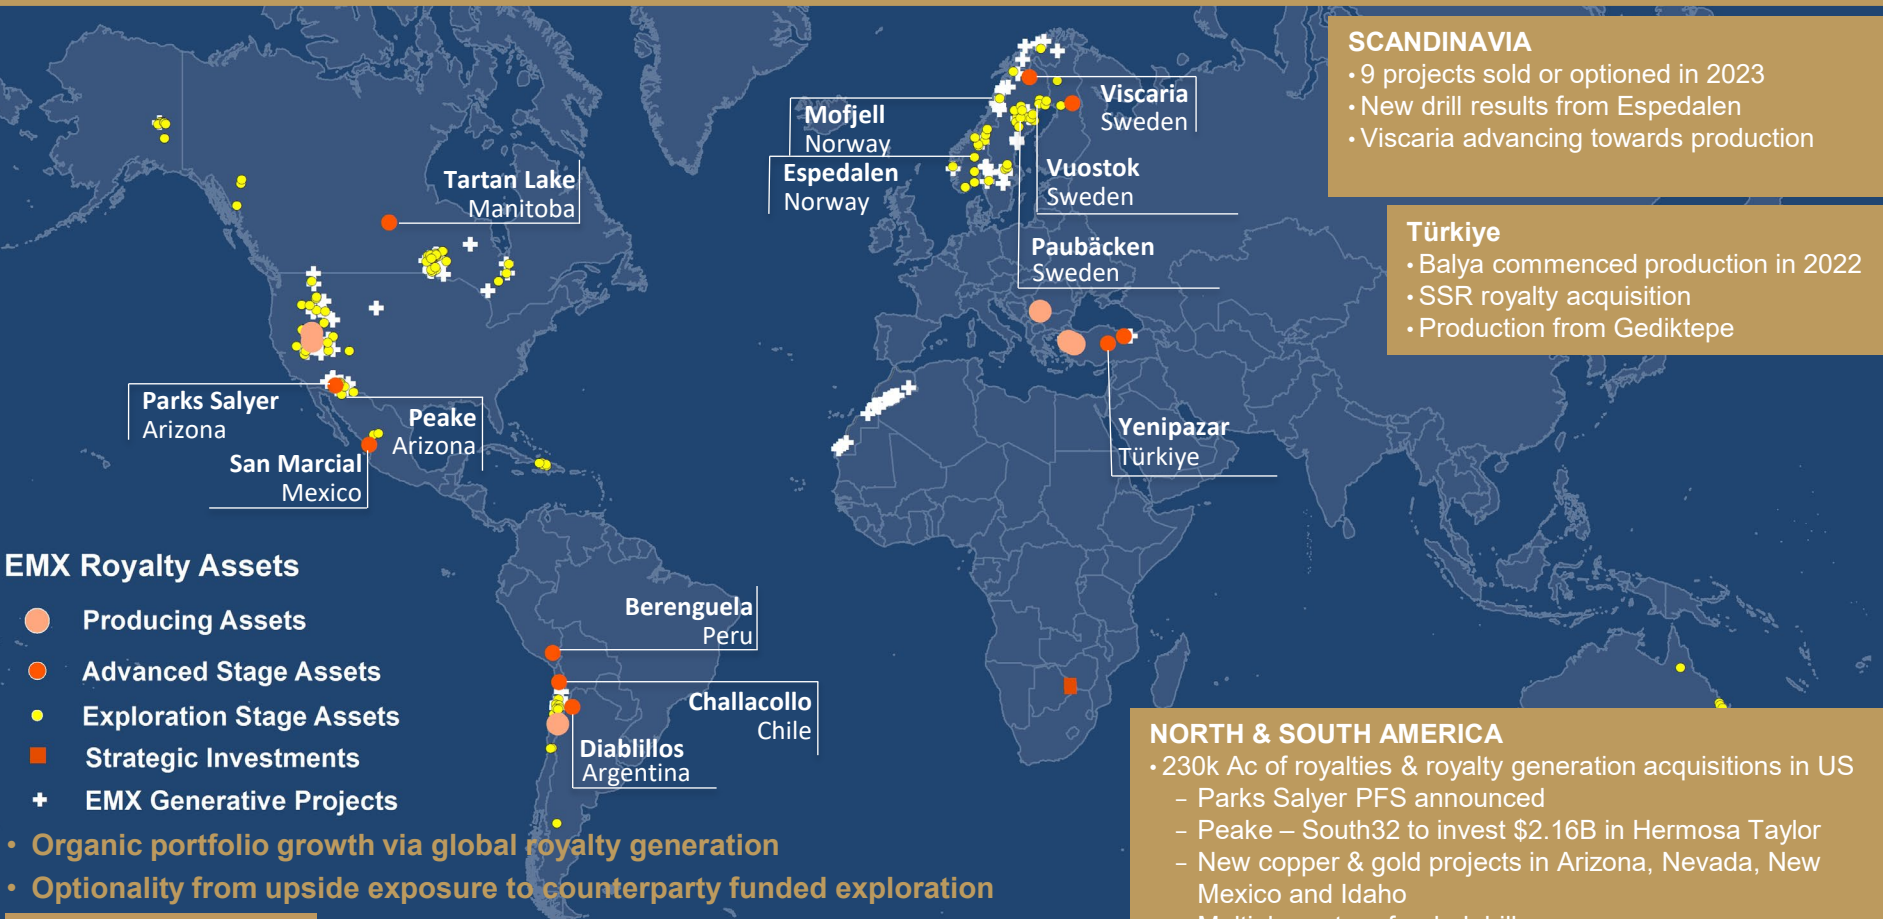 SCANDINAVIA
• 9 projects sold or optioned in 2023
• New drill results from Espedalen
• Viscaria advancing towards production
Türkiye
• Balya commenced production in 2022
• SSR royalty acquisition
• Production from Gediktepe
Viscaria
Sweden
Mofjell
Norway
Espedalen
Norway
Vuostok
Sweden
Paubäcken
Sweden
Tartan Lake
Manitoba
Parks Salyer
Arizona
Peake
Arizona
San Marcial
Mexico
Yenipazar
Türkiye
Berenguela
Peru
Challacollo
Chile
Diablillos
Argentina
EMX Royalty Assets
Producing Assets
Advanced Stage Assets
Exploration Stage Assets
Strategic Investments
EMX Generative Projects
• Organic portfolio growth via global royalty generation
• Optionality from upside exposure to counterparty funded exploration
NORTH & SOUTH AMERICA
• 230k Ac of royalties & royalty generation acquisitions in US
– Parks Salyer PFS announced
– Peake – South32 to invest $2.16B in Hermosa Taylor
– New copper & gold projects in Arizona, Nevada, New
Mexico and Idaho